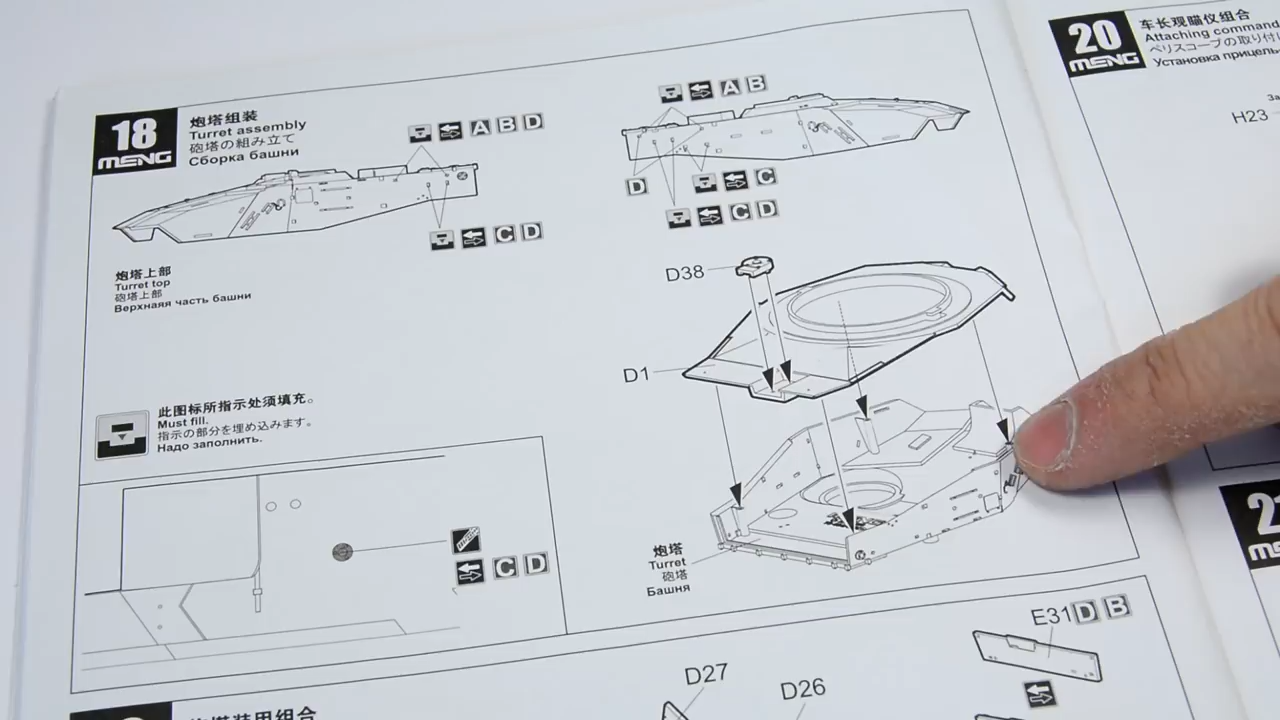 18
MENG
炮塔组装
Turret assembly
砲塔の組み立て
Сборка башни
A B D
C D
A B
D
C
C D
炮塔上部
Turret top
砲塔上部
Верхняяя часть башни
D38
D1
此图标所指示处须填充。
Must fill.
指示の部分を埋め込みます。
Надо заполнить.
C D
炮塔
Turret
砲塔
Башня
E31 D B
D27
D26
20
MENG
车长观瞄仪组合
Attaching command
ペリスコープの取り付け
Установка прицель
H23